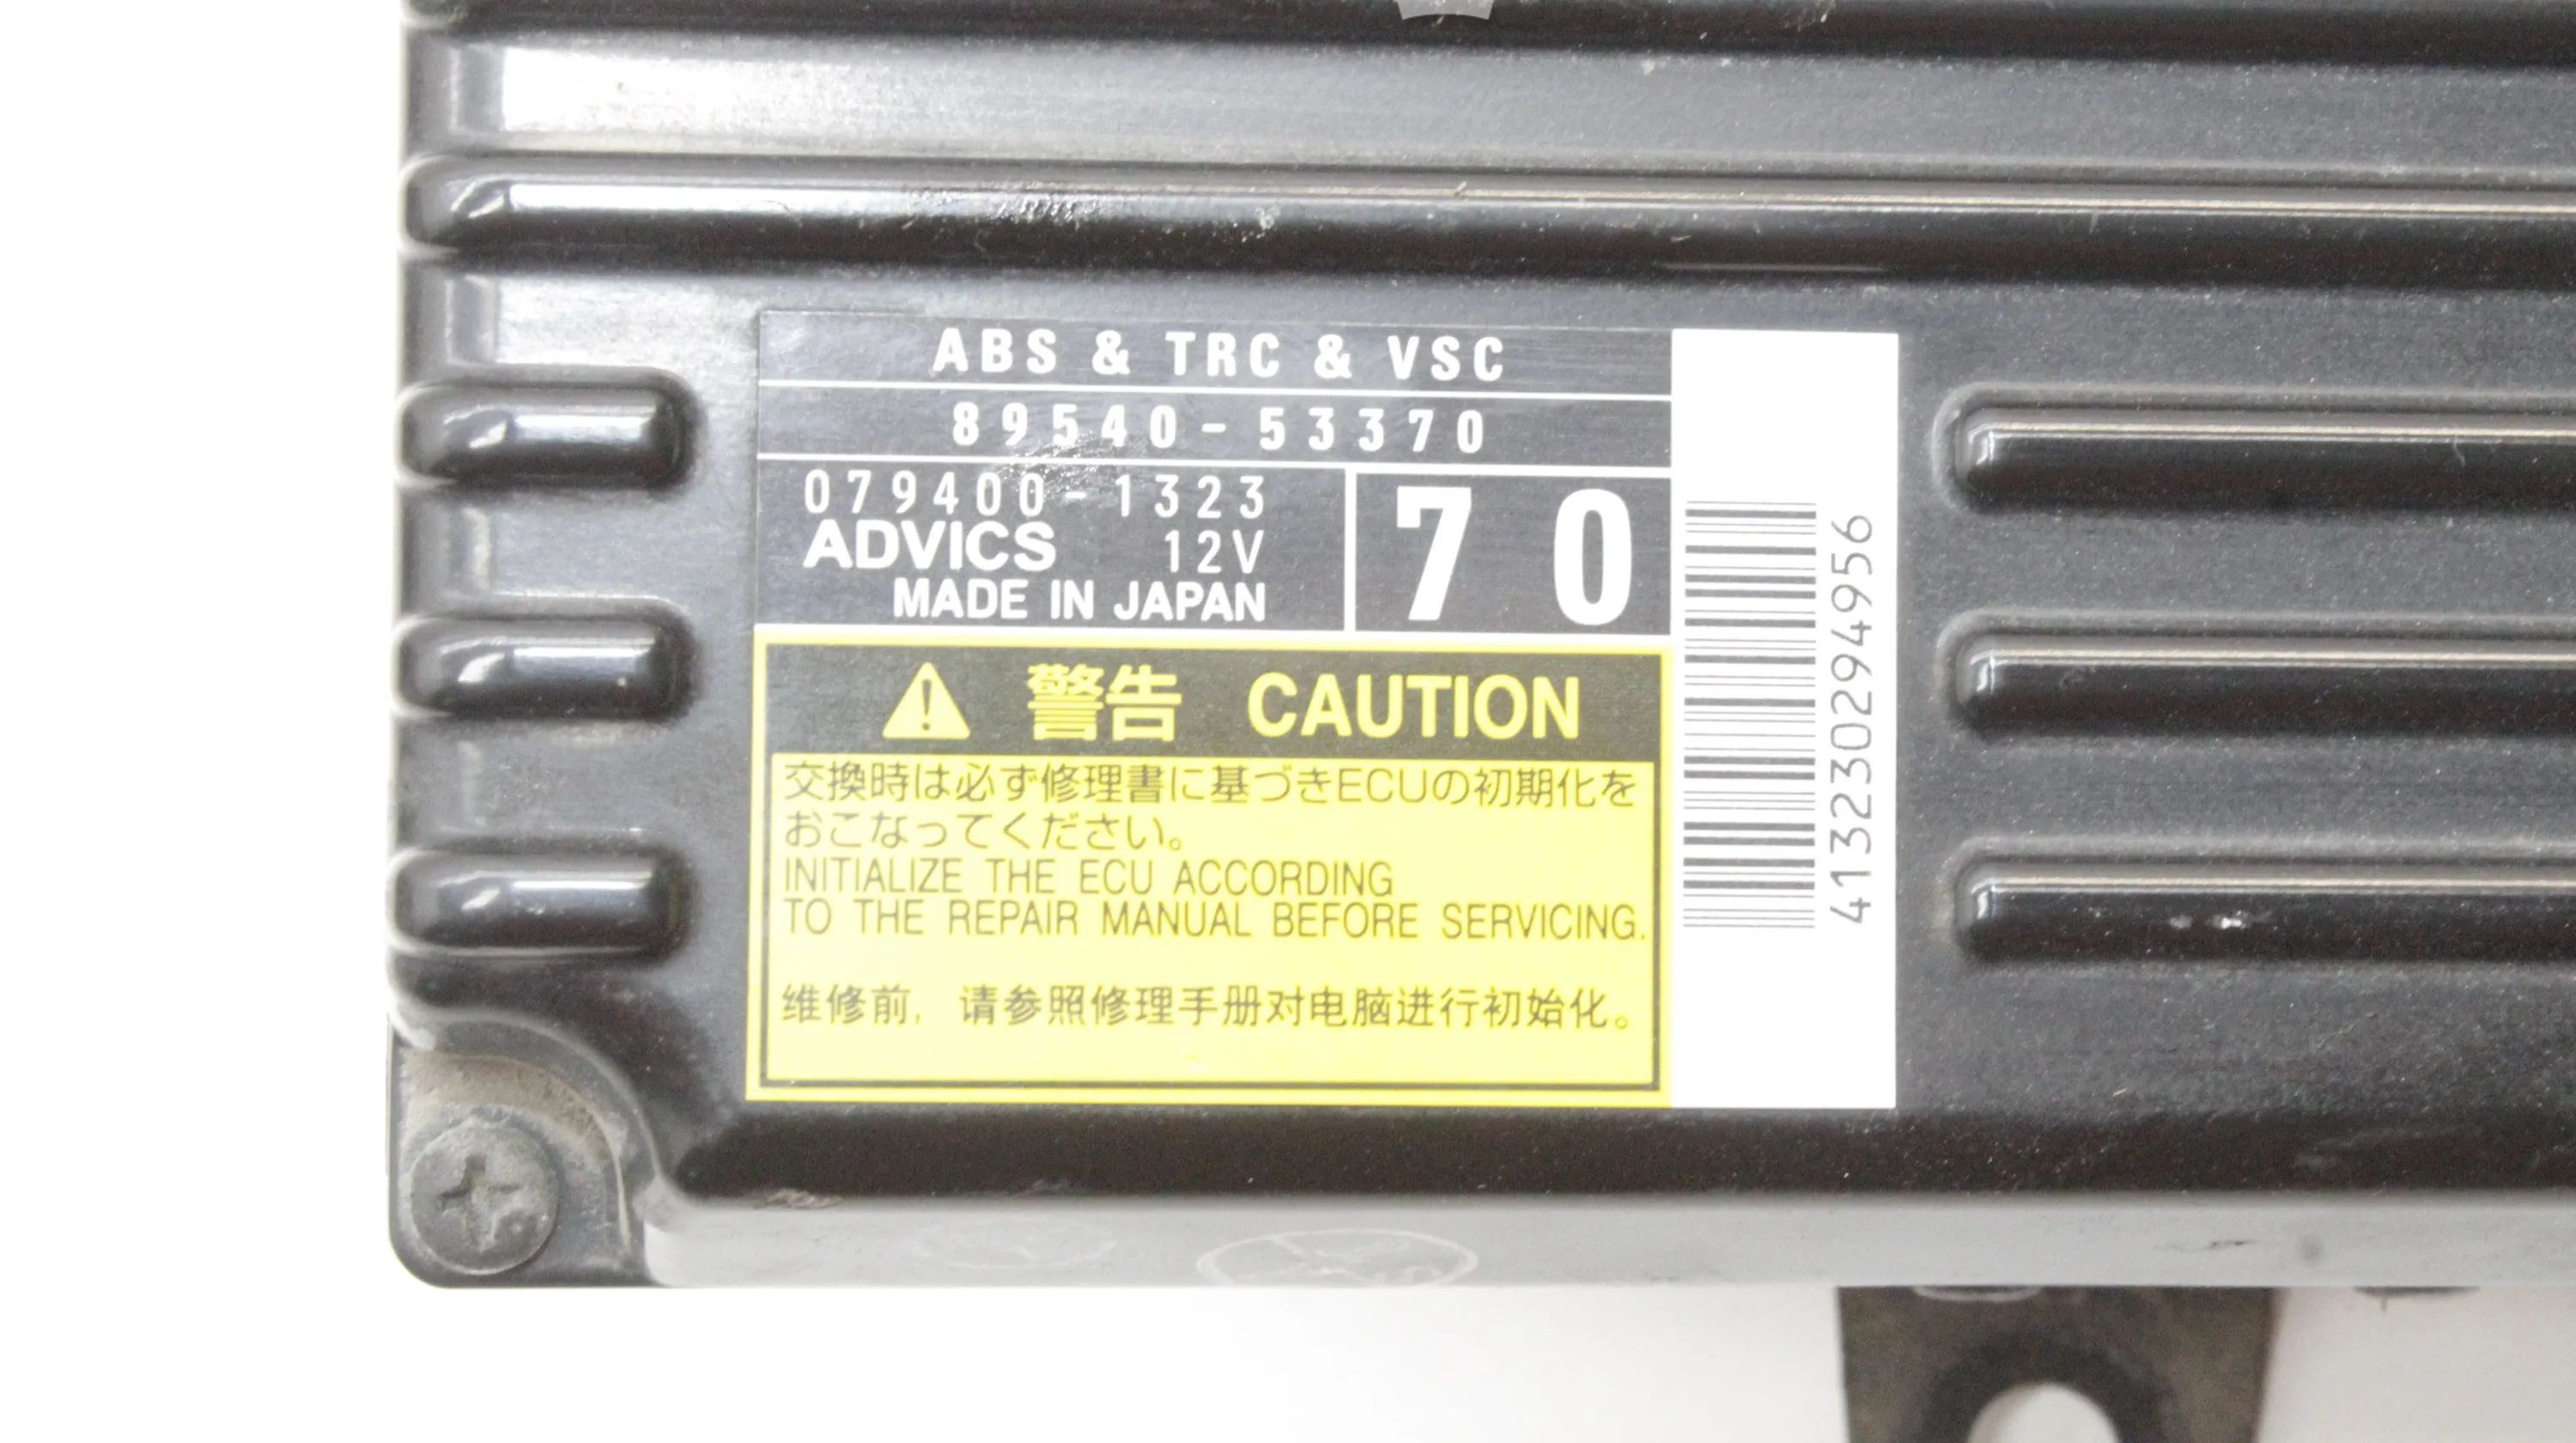 ABS & TRC & VSC
89540-53370
079400-1323
ADVICS 12V
MADE IN JAPAN
70
警告 CAUTION
交換時は必ず修理書に基づきECUの初期化を
おこなってください。
INITIALIZE THE ECU ACCORDING
TO THE REPAIR MANUAL BEFORE SERVICING.
维修前，请参照修理手册对电脑进行初始化。
413230294956